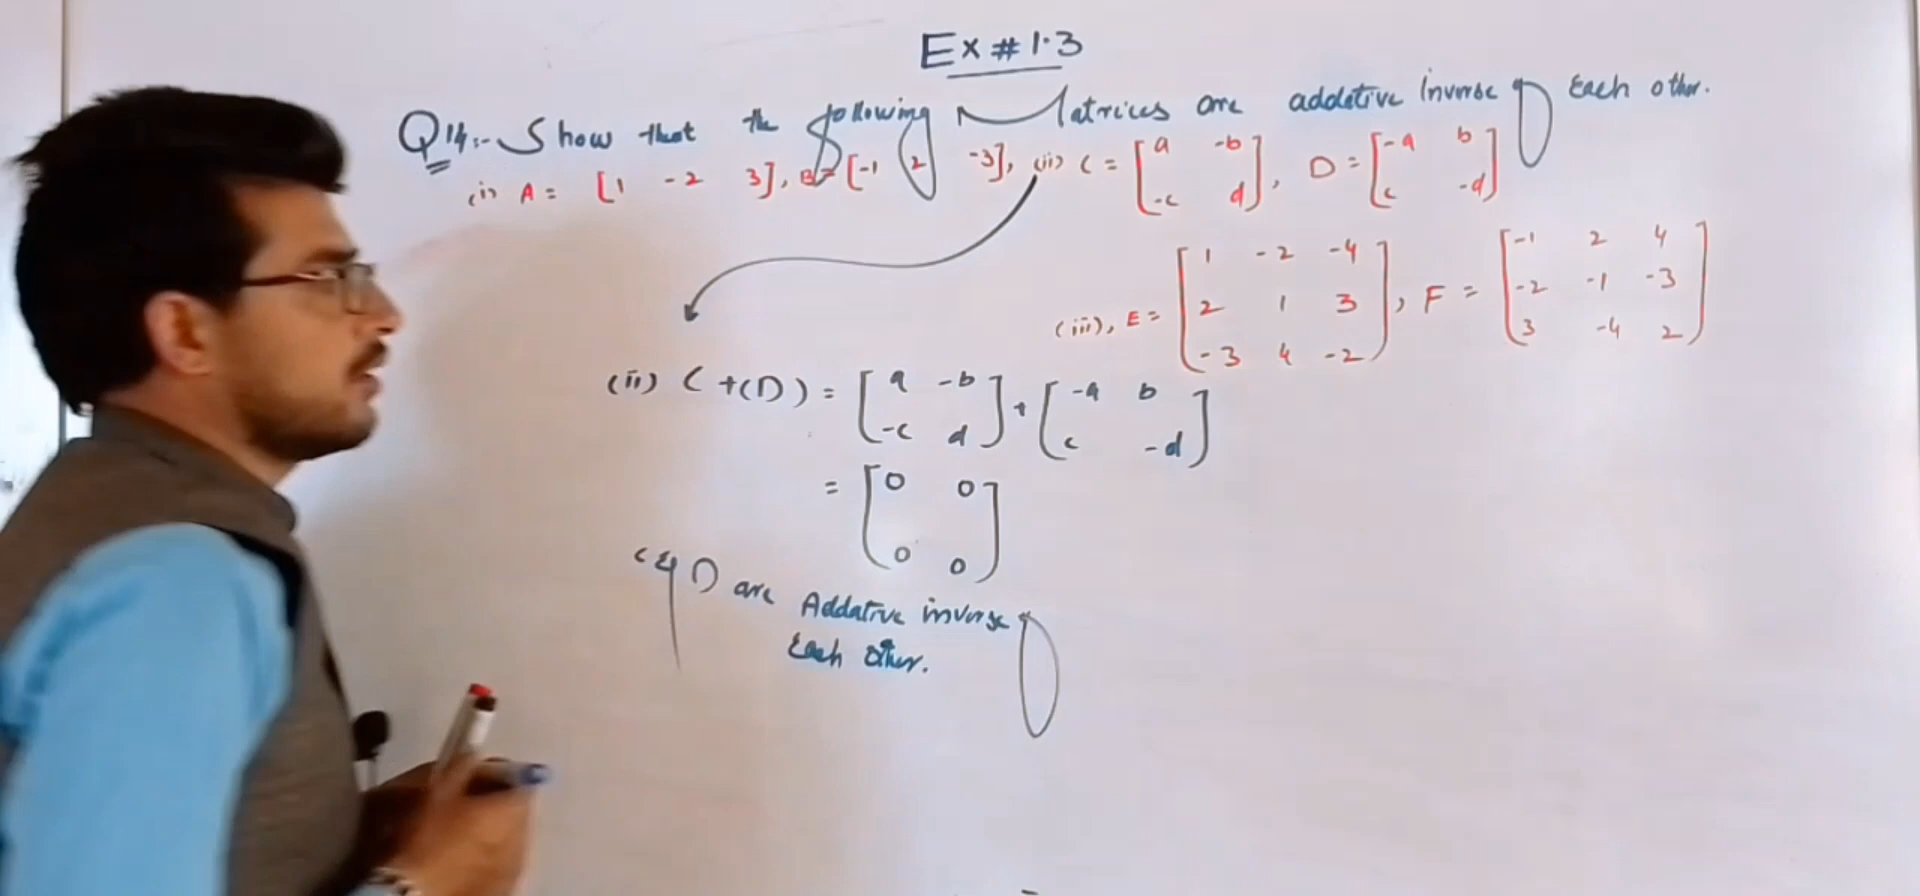 Ex # 1.3
Q14:- Show that the following Matrices are addative Inverse of Each other.
(i) A = [1 -2 3], B = [-1 2 -3], (ii) C = [a -b; -c d], D = [-a b; c -d]
(iii), E = [1 -2 -4; 2 1 3; -3 4 -2], F = [-1 2 4; -2 -1 -3; 3 -4 2]
(ii) C +(D) = [a -b; -c d] + [-a b; c -d]
= [0 0; 0 0]
C & D are Addative inverse of
Each other.